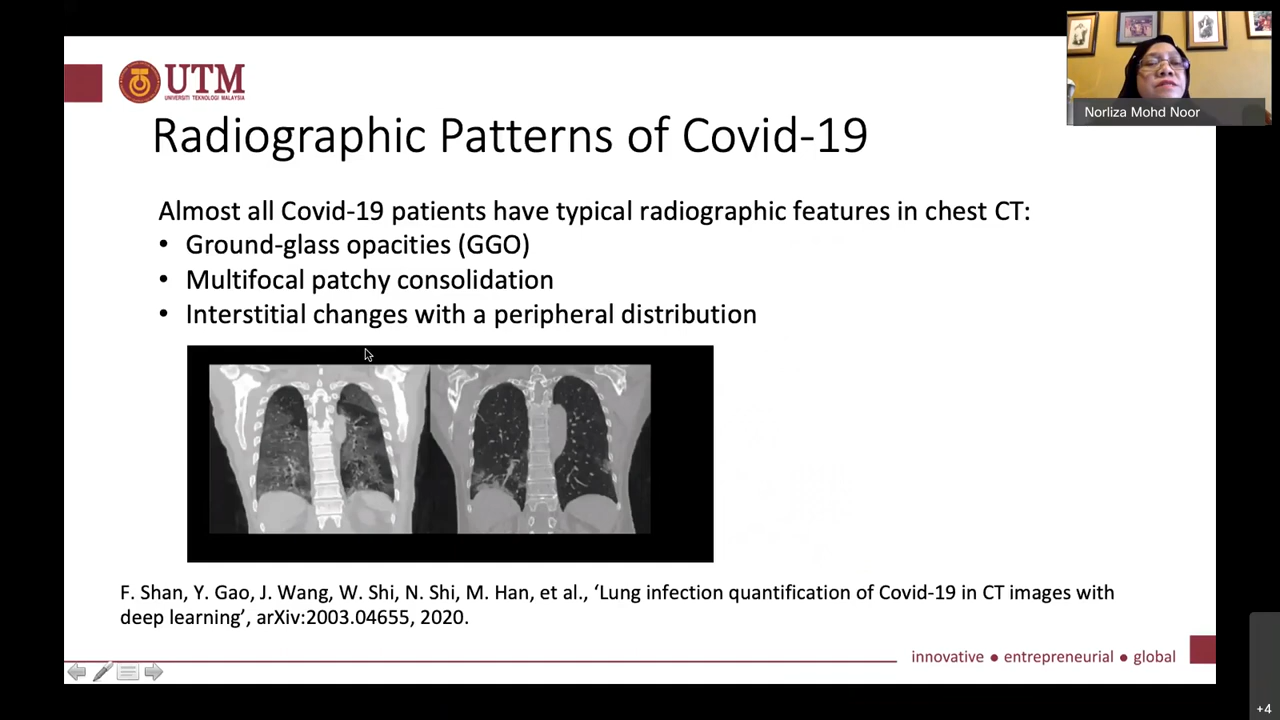 UTM
UNIVERSITI TEKNOLOGI MALAYSIA
Norliza Mohd Noor
Radiographic Patterns of Covid-19
Almost all Covid-19 patients have typical radiographic features in chest CT:
• Ground-glass opacities (GGO)
• Multifocal patchy consolidation
• Interstitial changes with a peripheral distribution
F. Shan, Y. Gao, J. Wang, W. Shi, N. Shi, M. Han, et al., ‘Lung infection quantification of Covid-19 in CT images with
deep learning’, arXiv:2003.04655, 2020.
innovative ● entrepreneurial ● global
+4